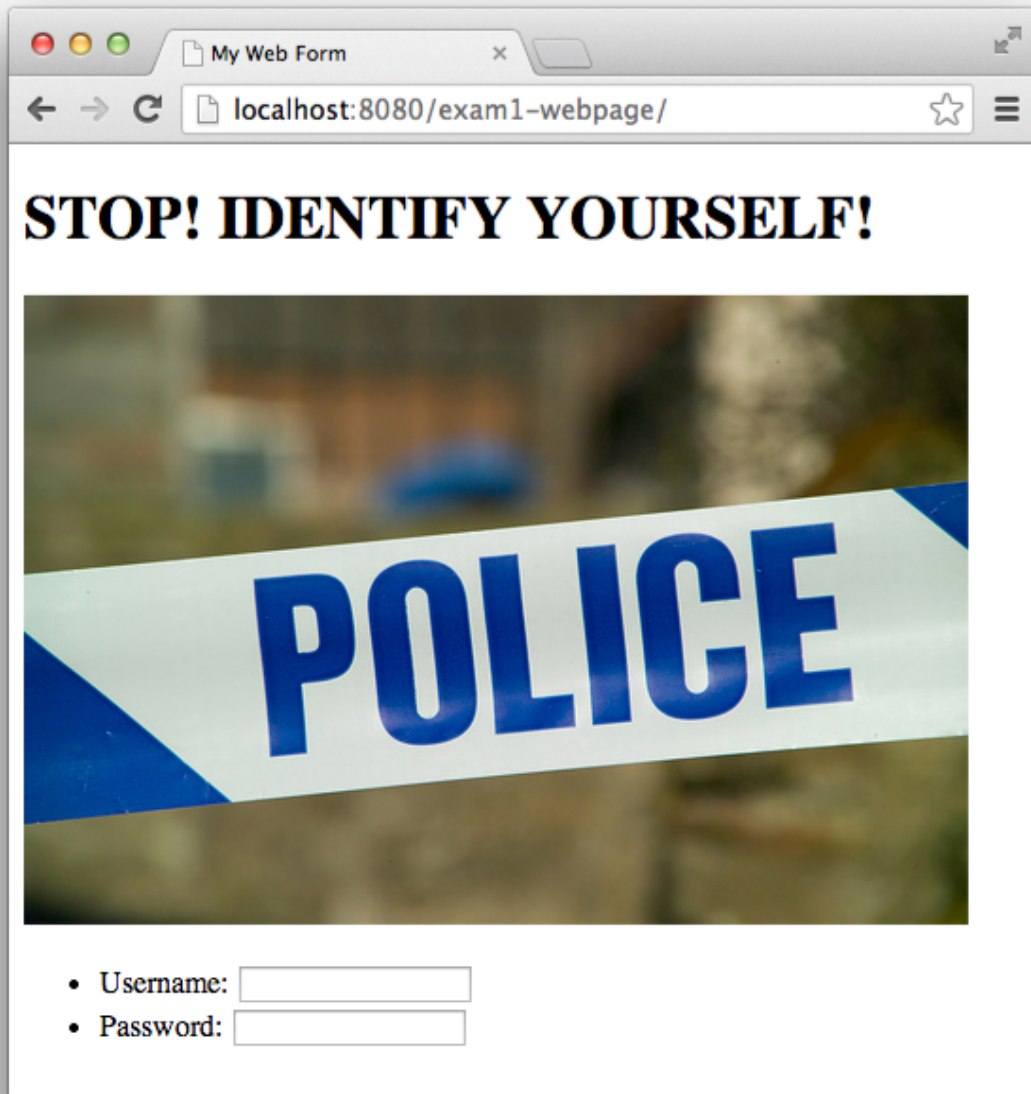 My Web Form
localhost:8080/exam1-webpage/
STOP! IDENTIFY YOURSELF!
POLICE
Username:
Password: